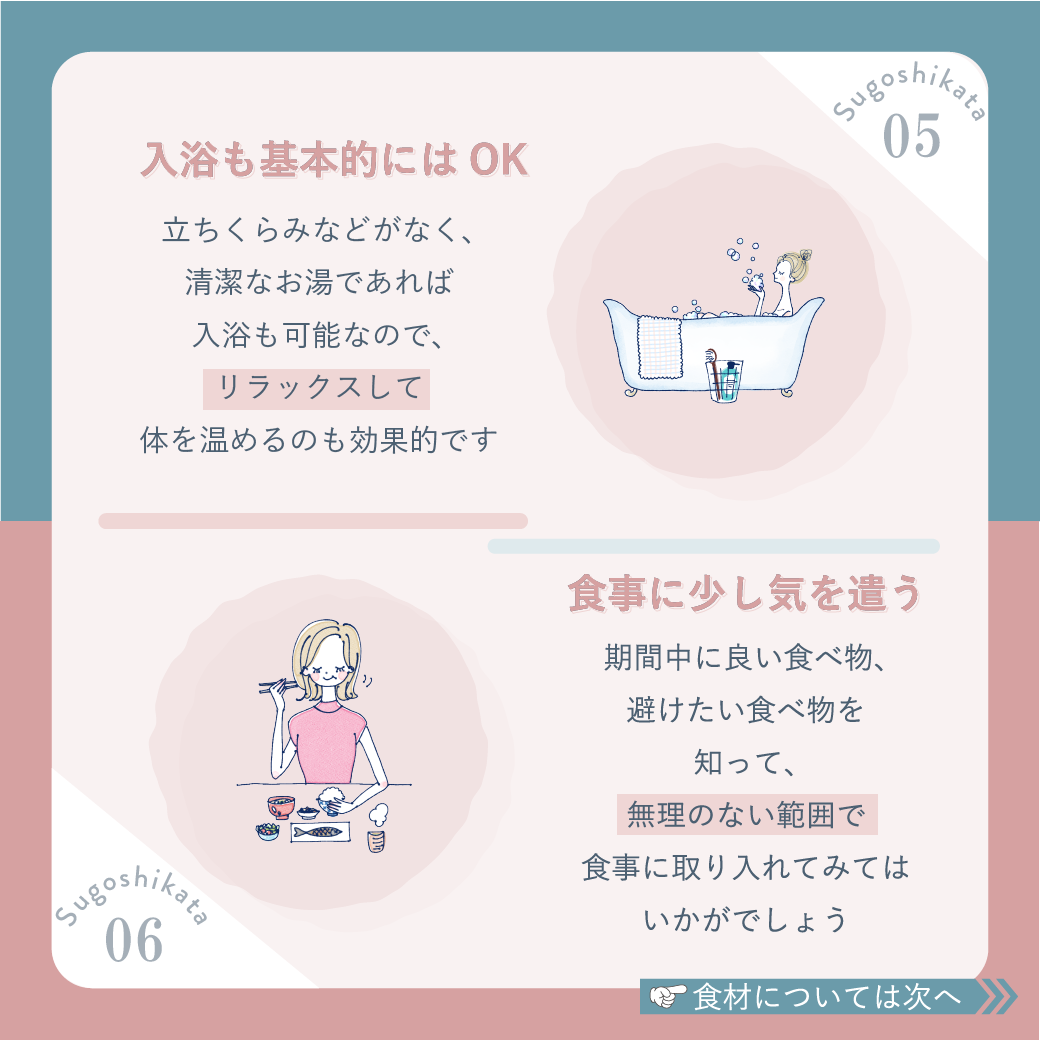 Sugoshikata
05
入浴も基本的にはOK
立ちくらみなどがなく、
清潔なお湯であれば
入浴も可能なので、
リラックスして
体を温めるのも効果的です
食事に少し気を遣う
期間中に良い食べ物、
避けたい食べ物を
知って、
無理のない範囲で
食事に取り入れてみては
いかがでしょう
Sugoshikata
06
食材については次へ